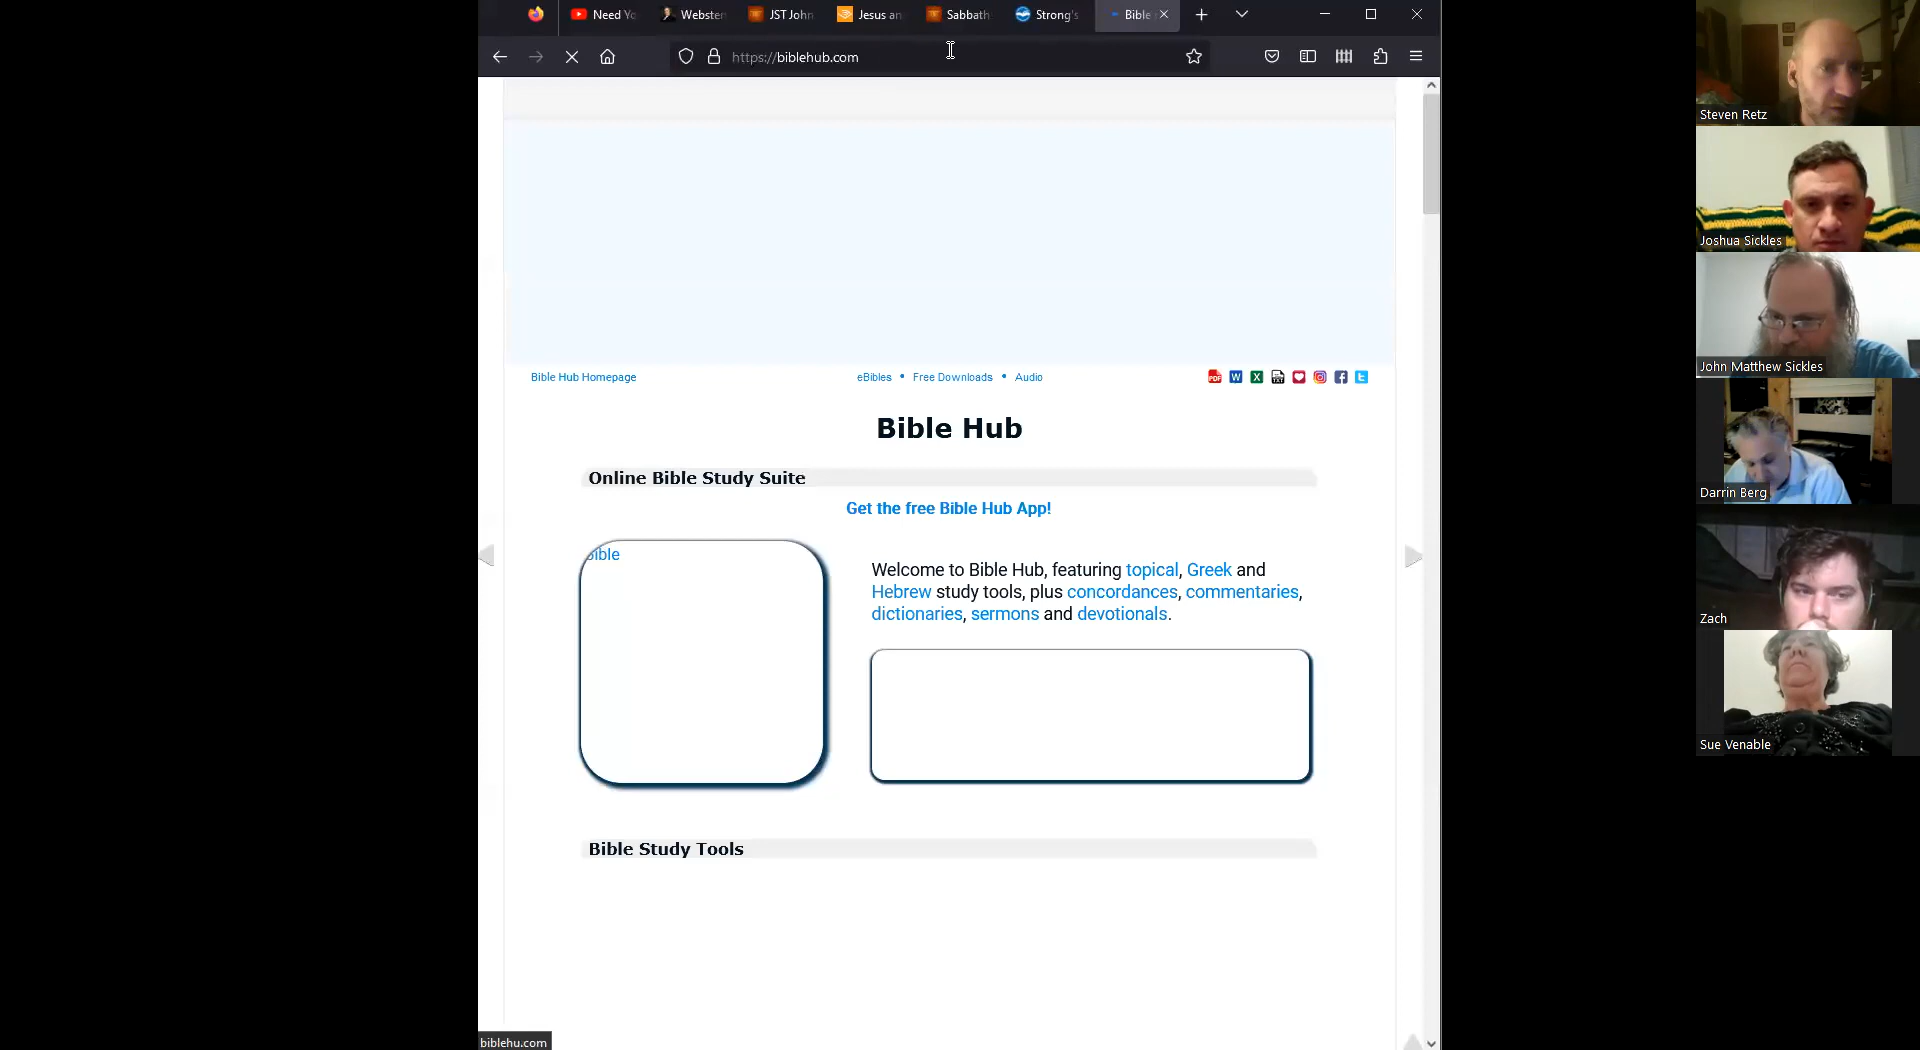 Need Yo
Webster
JST John
Jesus an
Sabbath
Strong's
Bible
https://biblehub.com
Bible Hub Homepage
eBibles • Free Downloads • Audio
Bible Hub
Online Bible Study Suite
Get the free Bible Hub App!
Bible
Welcome to Bible Hub, featuring topical, Greek and
Hebrew study tools, plus concordances, commentaries,
dictionaries, sermons and devotionals.
Bible Study Tools
biblehu.com
Steven Retz
Joshua Sickles
John Matthew Sickles
Darrin Berg
Zach
Sue Venable